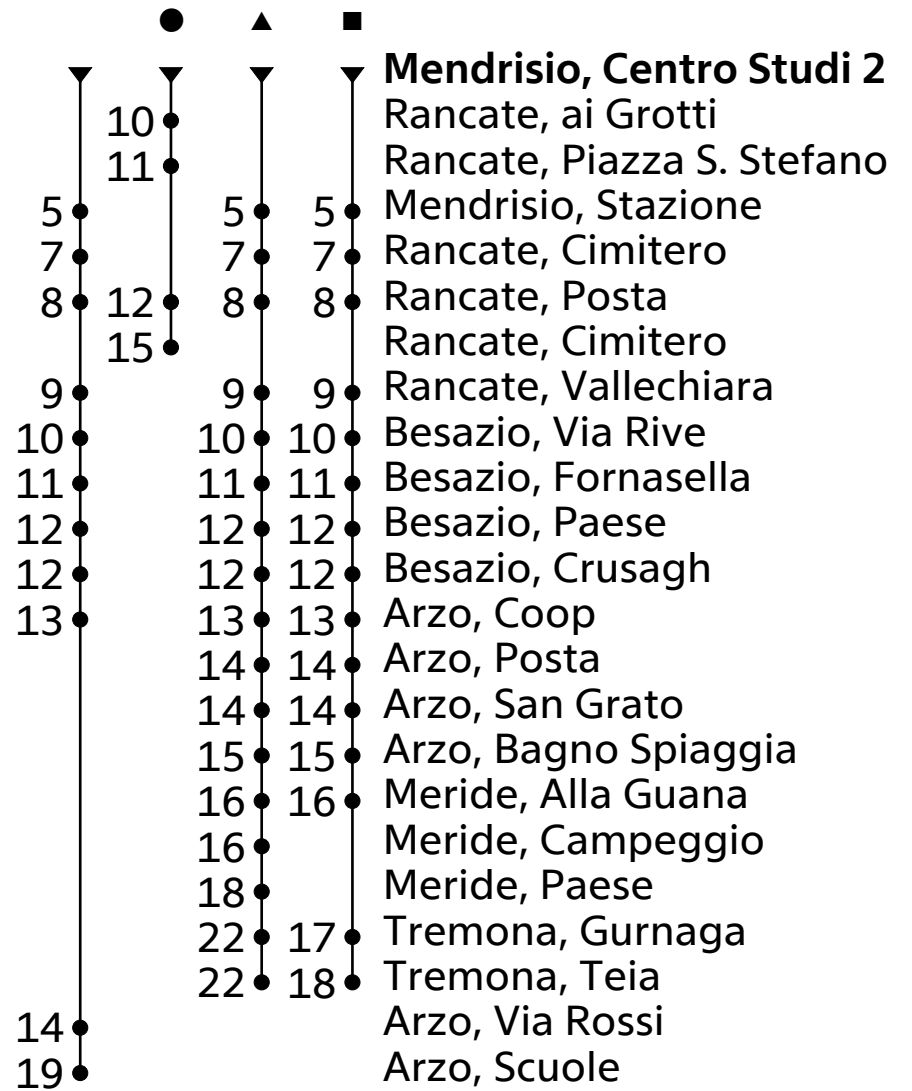 ● ▲ ■
Mendrisio, Centro Studi 2
10 Rancate, ai Grotti
11 Rancate, Piazza S. Stefano
5 5 5 Mendrisio, Stazione
7 7 7 Rancate, Cimitero
8 12 8 8 Rancate, Posta
15 Rancate, Cimitero
9 9 9 Rancate, Vallechiara
10 10 10 Besazio, Via Rive
11 11 11 Besazio, Fornasella
12 12 12 Besazio, Paese
12 12 12 Besazio, Crusagh
13 13 13 Arzo, Coop
14 14 Arzo, Posta
14 14 Arzo, San Grato
15 15 Arzo, Bagno Spiaggia
16 16 Meride, Alla Guana
16 Meride, Campeggio
18 Meride, Paese
22 17 Tremona, Gurnaga
22 18 Tremona, Teia
14 Arzo, Via Rossi
19 Arzo, Scuole